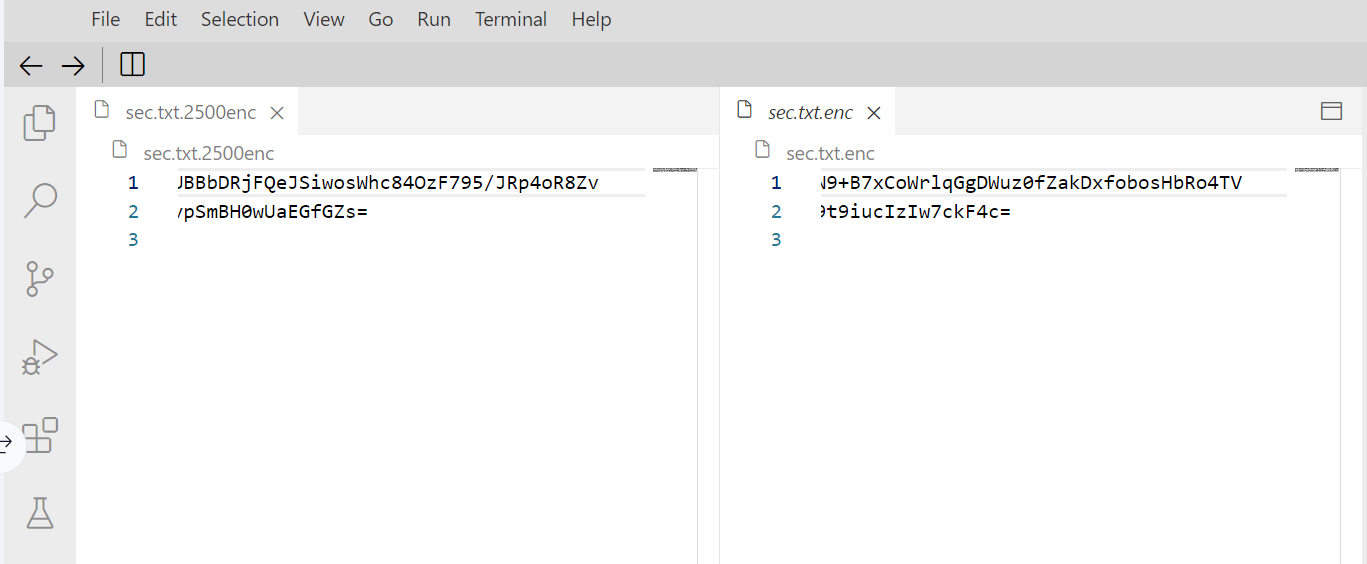 File Edit Selection View Go Run Terminal Help
sec.txt.2500enc
sec.txt.enc
sec.txt.2500enc
sec.txt.enc
1 JBBbDRjFQeJSiwosWhc84OzF795/JRp4oR8Zv
2 pSmBH0wUaEGfGZs=
3
1 N9+B7xCoWrlqGgDWuz0fZakDxfobosHbRo4TV
2 9t9iucIzIw7ckF4c=
3